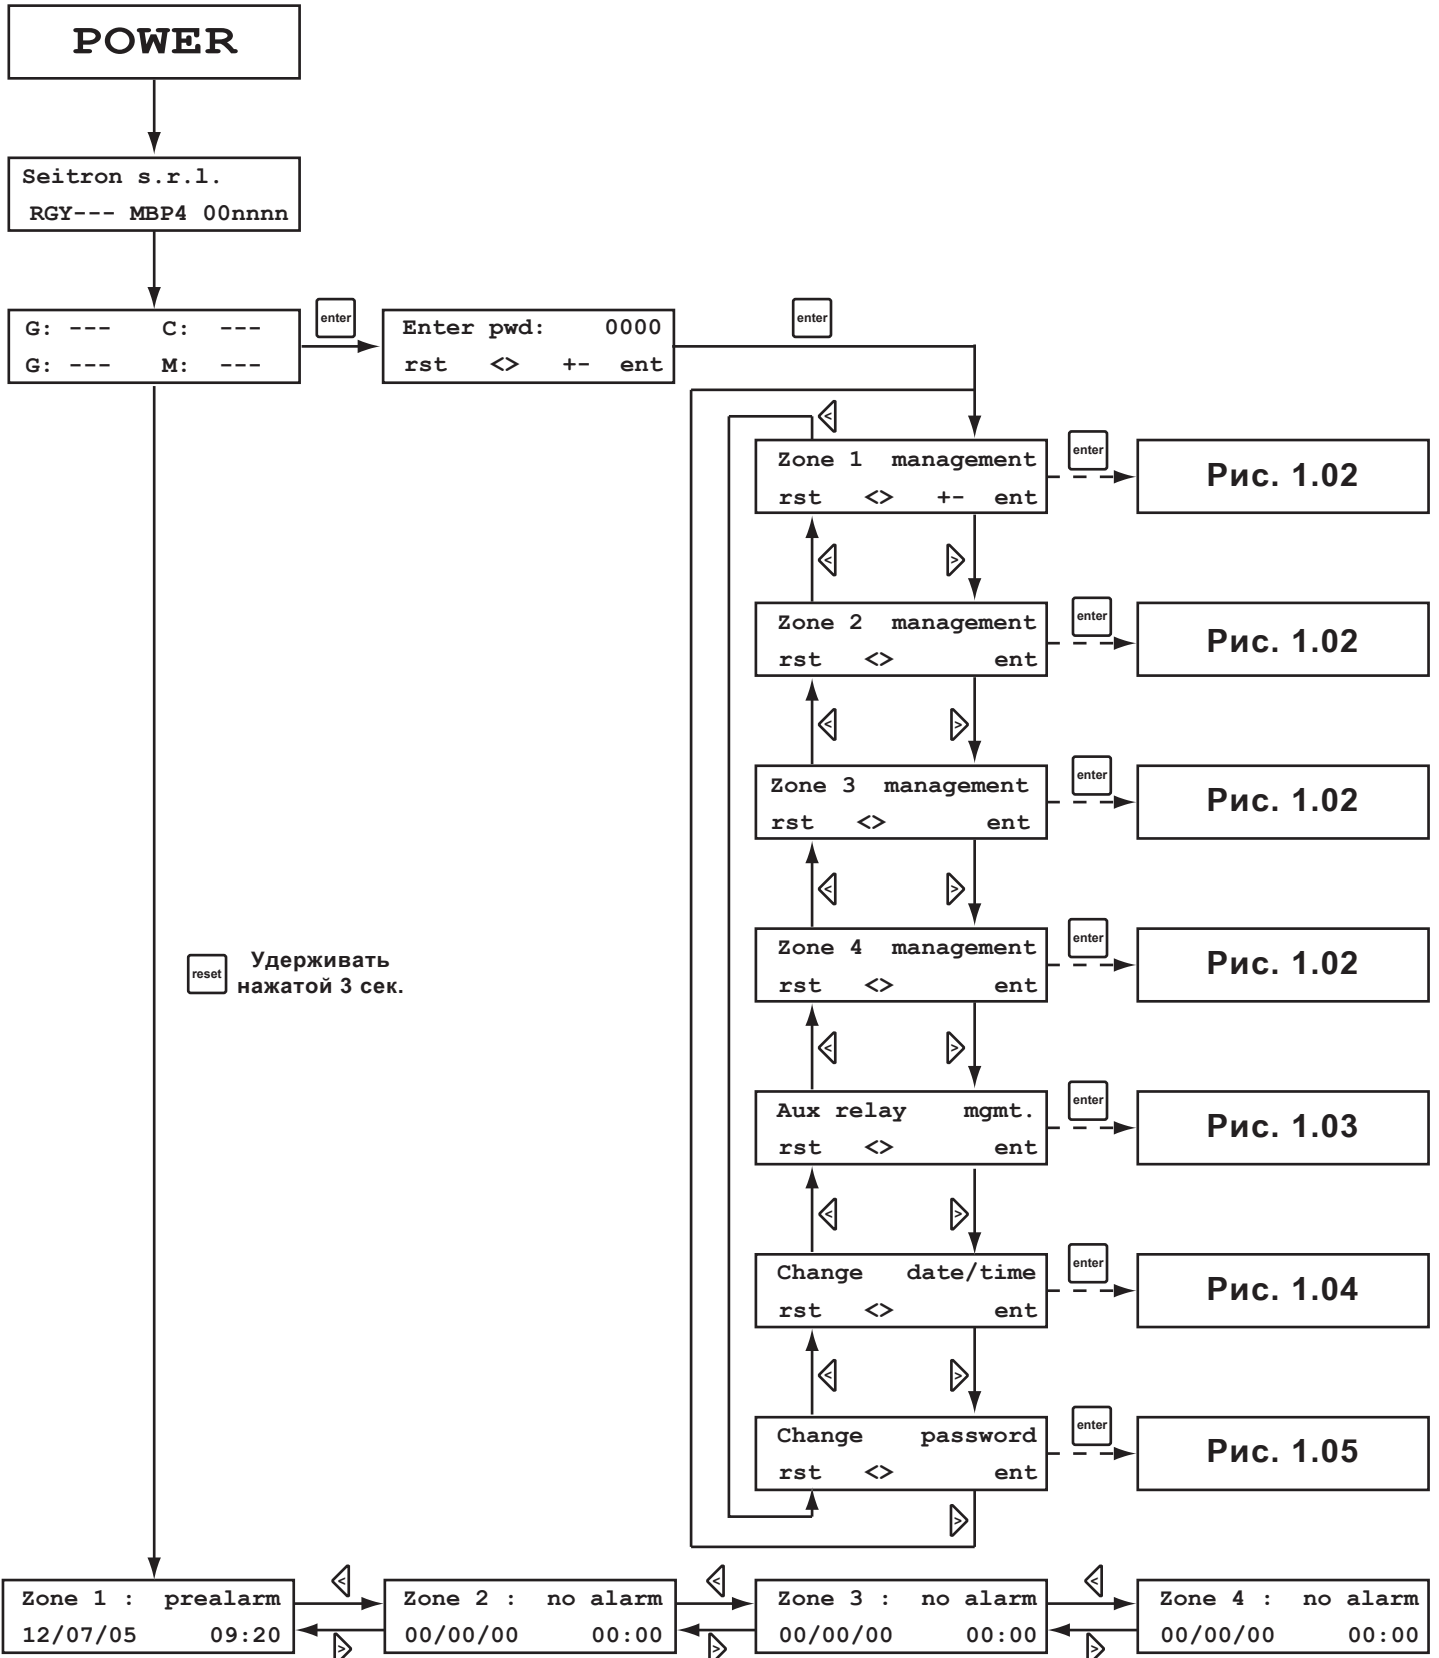 POWER
Seitron s.r.l.
RGY--- MBP4 00nnnn
G: --- C: ---
G: --- M: ---
enter
Enter pwd: 0000
rst <> +- ent
enter
<
Zone 1 management
rst <> +- ent
enter
Рис. 1.02
< >
Zone 2 management
rst <> ent
enter
Рис. 1.02
< >
Zone 3 management
rst <> ent
enter
Рис. 1.02
< >
Zone 4 management
rst <> ent
enter
Рис. 1.02
reset
Удерживать
нажатой 3 сек.
< >
Aux relay mgmt.
rst <> ent
enter
Рис. 1.03
< >
Change date/time
rst <> ent
enter
Рис. 1.04
< >
Change password
rst <> ent
enter
Рис. 1.05
>
Zone 1 : prealarm
12/07/05 09:20
<
>
Zone 2 : no alarm
00/00/00 00:00
<
>
Zone 3 : no alarm
00/00/00 00:00
<
>
Zone 4 : no alarm
00/00/00 00:00